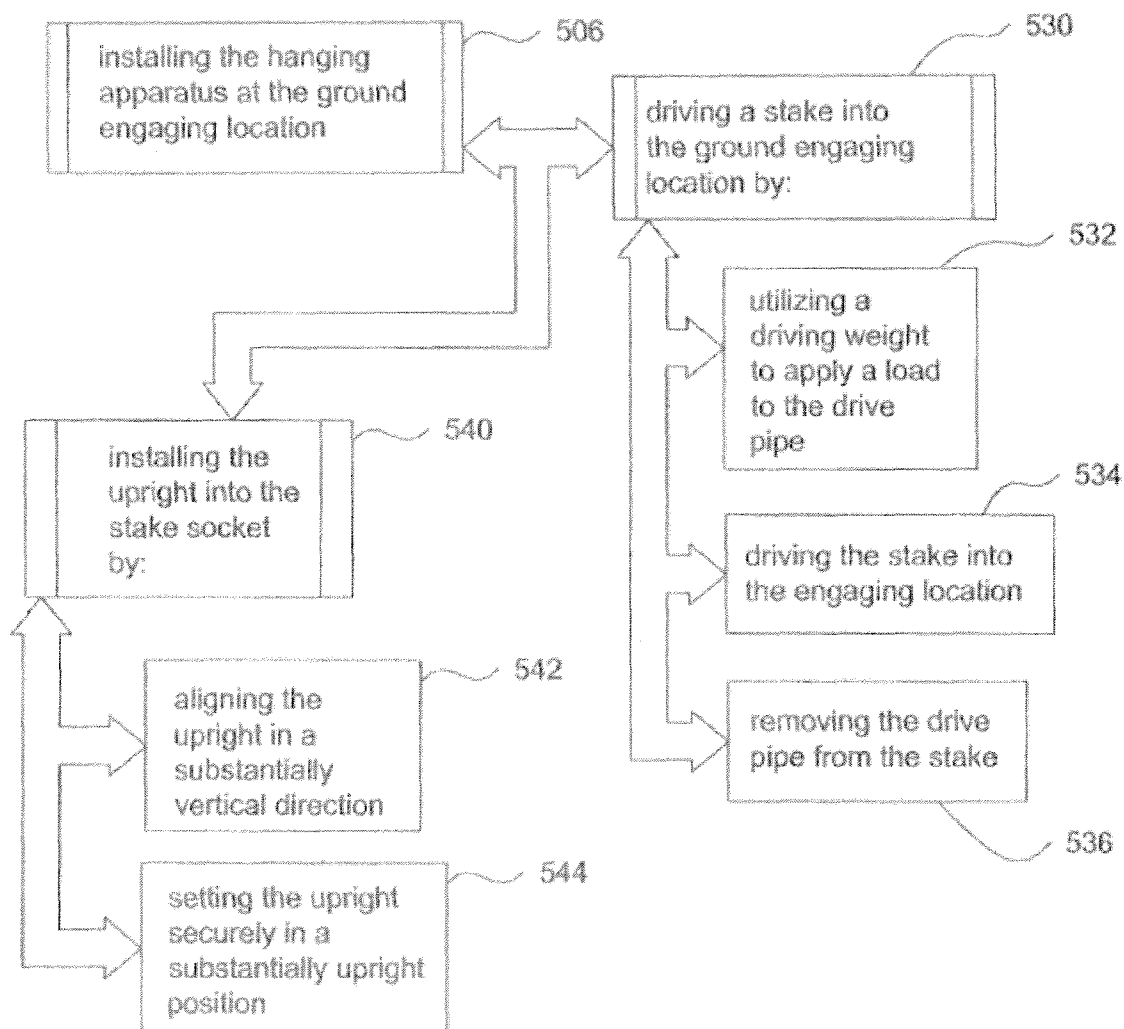 installing the hanging
apparatus at the ground
engaging location
506
530
driving a stake into
the ground engaging
location by:
532
utilizing a
driving weight
to apply a load
to the drive
pipe
534
driving the stake into
the engaging location
removing the drive
pipe from the stake
536
540
installing the
upright into the
stake socket
by:
542
aligning the
upright in a
substantially
vertical direction
544
setting the upright
securely in a
substantially upright
position